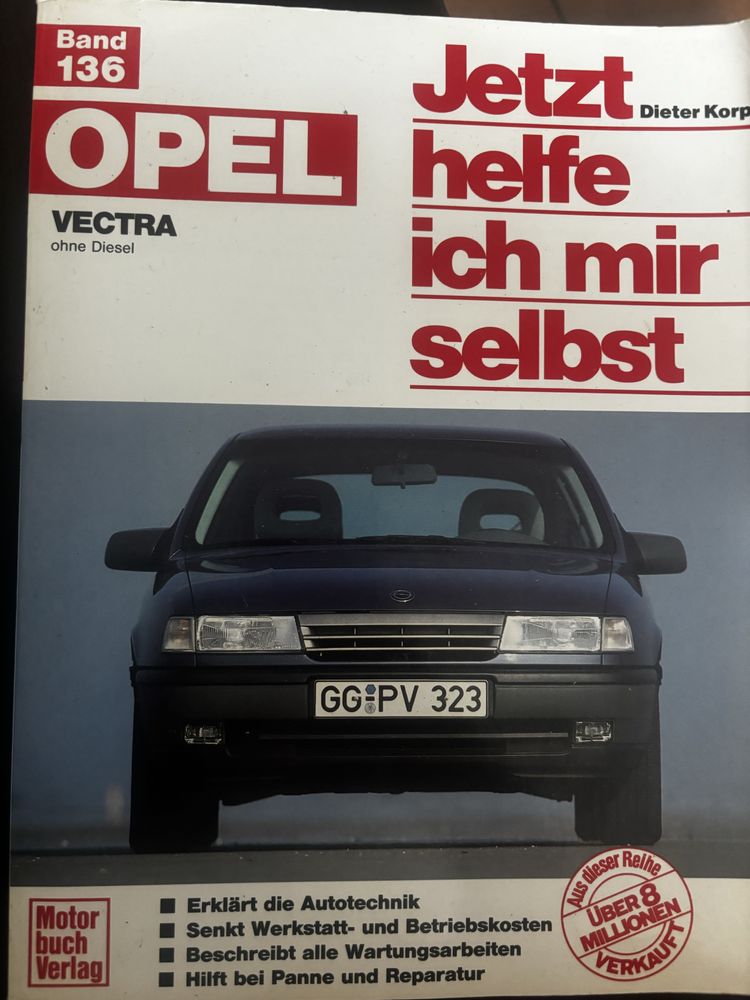 Band
136
OPEL
VECTRA
ohne Diesel
Jetzt
Dieter Korp
helfe
ich mir
selbst
GG PV 323
■ Erklärt die Autotechnik
■ Senkt Werkstatt- und Betriebskosten
■ Beschreibt alle Wartungsarbeiten
■ Hilft bei Panne und Reparatur
Motor
buch
Verlag
Aus dieser Reihe
ÜBER 8
MILLIONEN
VERKAUFT